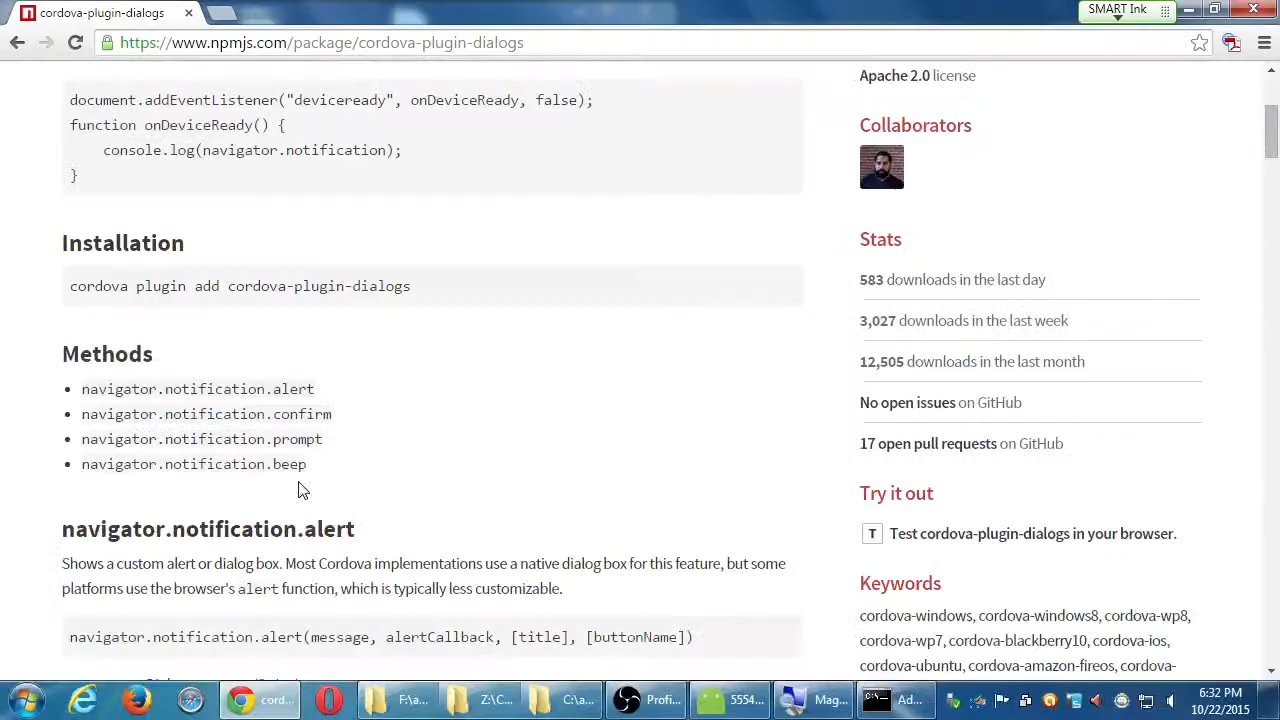 cordova-plugin-dialogs
SMART Ink
https://www.npmjs.com/package/cordova-plugin-dialogs
document.addEventListener("deviceready", onDeviceReady, false);
function onDeviceReady() {
console.log(navigator.notification);
}
Installation
cordova plugin add cordova-plugin-dialogs
Methods
navigator.notification.alert
navigator.notification.confirm
navigator.notification.prompt
navigator.notification.beep
navigator.notification.alert
Shows a custom alert or dialog box. Most Cordova implementations use a native dialog box for this feature, but some
platforms use the browser's alert function, which is typically less customizable.
navigator.notification.alert(message, alertCallback, [title], [buttonName])
Apache 2.0 license
Collaborators
Stats
583 downloads in the last day
3,027 downloads in the last week
12,505 downloads in the last month
No open issues on GitHub
17 open pull requests on GitHub
Try it out
T Test cordova-plugin-dialogs in your browser.
Keywords
cordova-windows, cordova-windows8, cordova-wp8,
cordova-wp7, cordova-blackberry10, cordova-ios,
cordova-ubuntu, cordova-amazon-fireos, cordova-
cord...
F:\a...
Z:\C...
C:\a...
Profi...
5554...
Mag...
Ad...
6:32 PM
10/22/2015